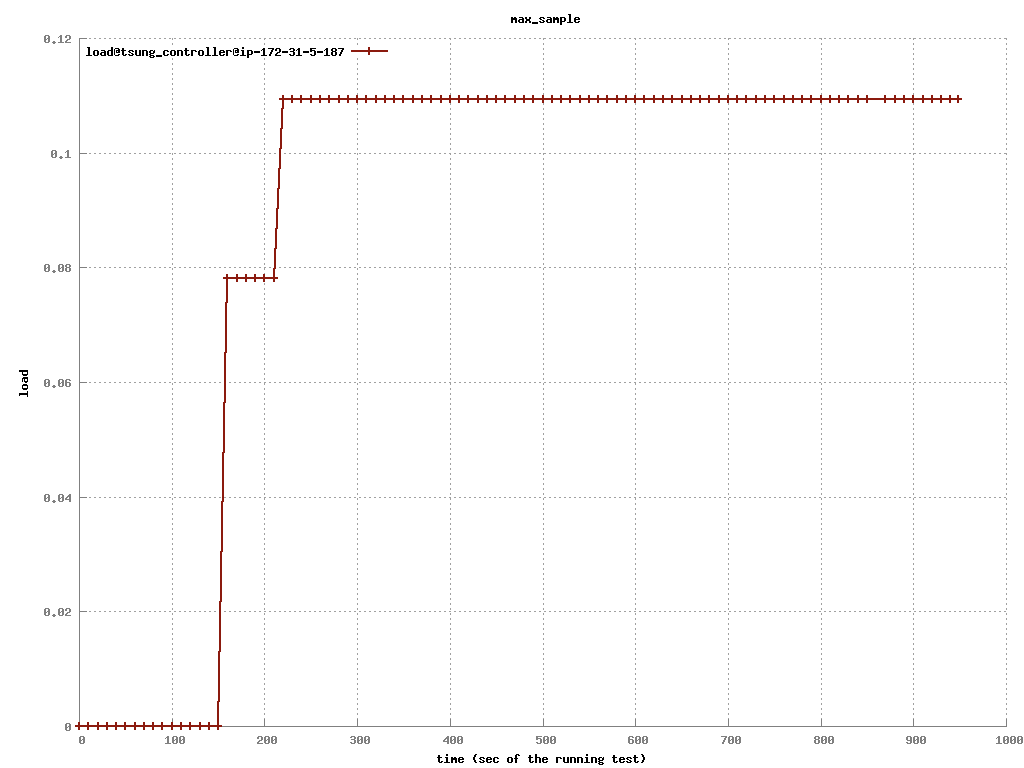 max_sample
0.12
load@tsung_controller@ip-172-31-5-187
0.1
0.08
0.06
load
0.04
0.02
0
0 100 200 300 400 500 600 700 800 900 1000
time (sec of the running test)